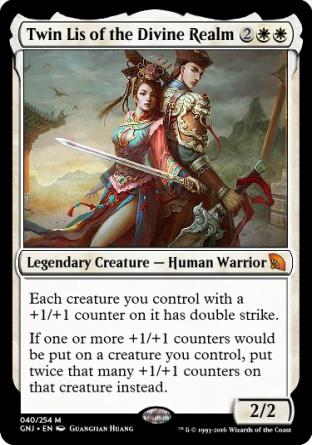 Twin Lis of the Divine Realm 2
Legendary Creature — Human Warrior
Each creature you control with a
+1/+1 counter on it has double strike.
If one or more +1/+1 counters would
be put on a creature you control, put
twice that many +1/+1 counters on
that creature instead.
2/2
040/254 M
GNJ • EN Guanghan Huang
™ & © 1993-2016 Wizards of the Coast